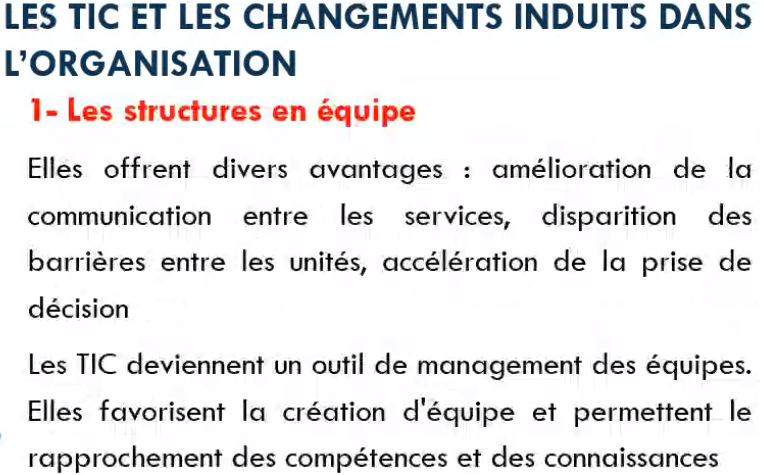 LES TIC ET LES CHANGEMENTS INDUITS DANS
L'ORGANISATION
1- Les structures en équipe
Elles offrent divers avantages : amélioration de la
communication entre les services, disparition des
barrières entre les unités, accélération de la prise de
décision
Les TIC deviennent un outil de management des équipes.
Elles favorisent la création d'équipe et permettent le
rapprochement des compétences et des connaissances